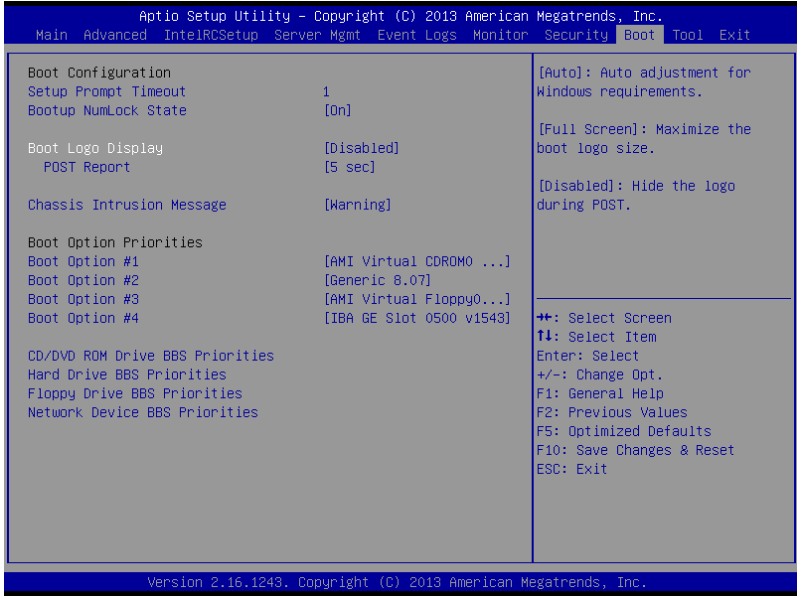 Aptio Setup Utility – Copyright (C) 2013 American Megatrends, Inc.
Main Advanced IntelRCSetup Server Mgmt Event Logs Monitor Security Boot Tool Exit
Boot Configuration
Setup Prompt Timeout 1
Bootup NumLock State [On]
Boot Logo Display [Disabled]
POST Report [5 sec]
Chassis Intrusion Message [Warning]
Boot Option Priorities
Boot Option #1 [AMI Virtual CDROM0 ...]
Boot Option #2 [Generic 8.07]
Boot Option #3 [AMI Virtual Floppy0...]
Boot Option #4 [IBA GE Slot 0500 v1543]
CD/DVD ROM Drive BBS Priorities
Hard Drive BBS Priorities
Floppy Drive BBS Priorities
Network Device BBS Priorities
[Auto]: Auto adjustment for
Windows requirements.
[Full Screen]: Maximize the
boot logo size.
[Disabled]: Hide the logo
during POST.
→←: Select Screen
↑↓: Select Item
Enter: Select
+/-: Change Opt.
F1: General Help
F2: Previous Values
F5: Optimized Defaults
F10: Save Changes & Reset
ESC: Exit
Version 2.16.1243. Copyright (C) 2013 American Megatrends, Inc.